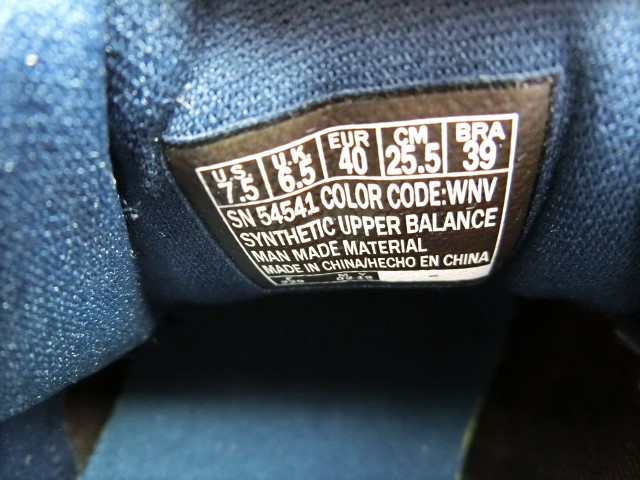 U.S. U.K. EUR CM BRA
7.5 6.5 40 25.5 39
SN 54541 COLOR CODE:WNV
SYNTHETIC UPPER BALANCE
MAN MADE MATERIAL
MADE IN CHINA/HECHO EN CHINA